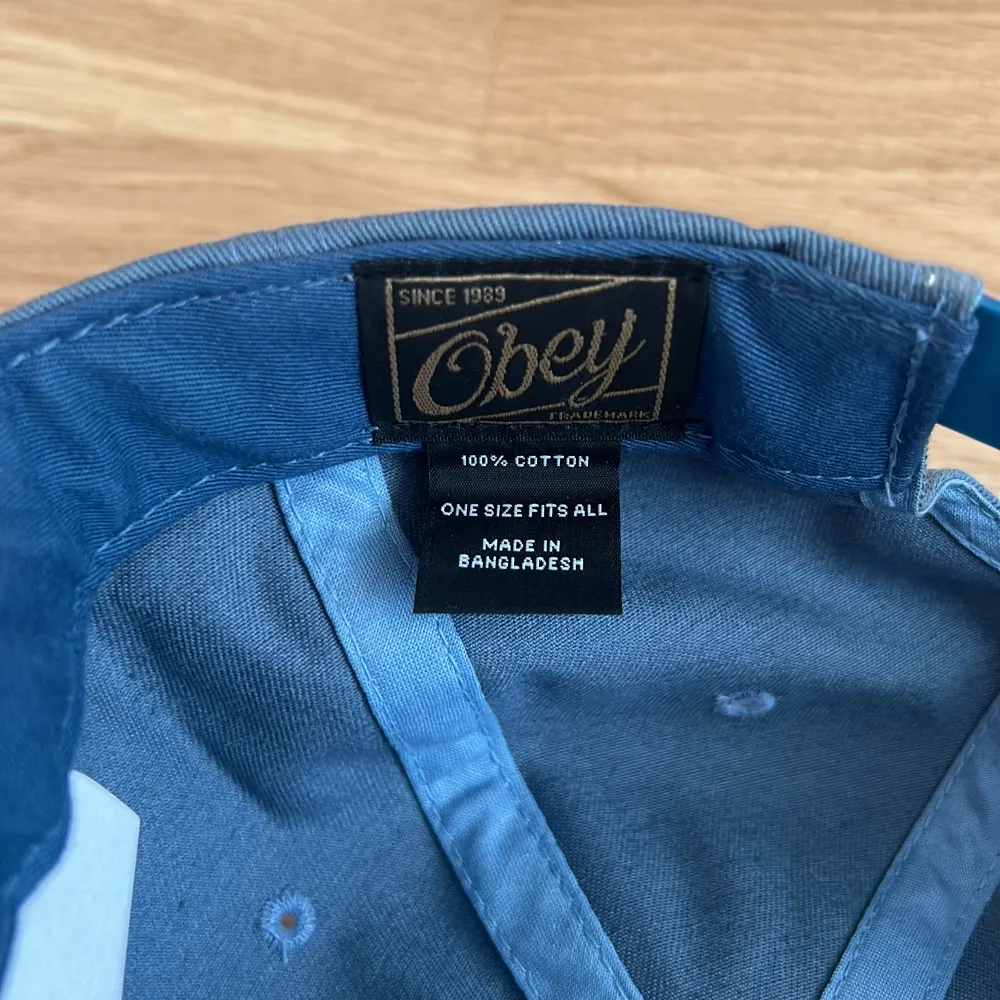 SINCE 1989
Obey
TRADEMARK
100% COTTON
ONE SIZE FITS ALL
MADE IN
BANGLADESH